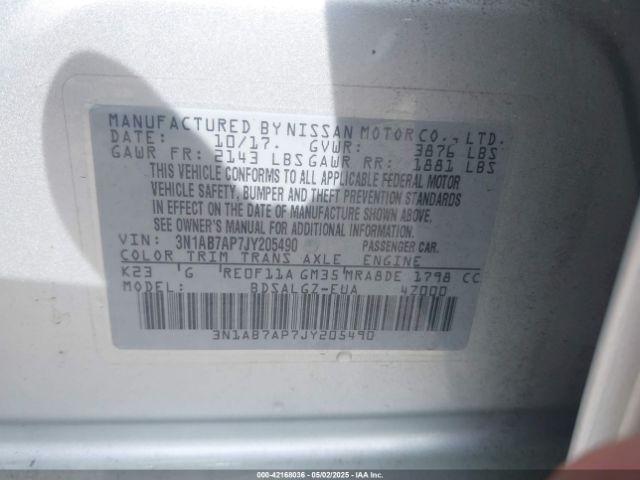 MANUFACTURED BY NISSAN MOTOR CO., LTD.
DATE: 10/17. GVWR: 3876 LBS
GAWR FR: 2143 LBS GAWR RR: 1881 LBS
THIS VEHICLE CONFORMS TO ALL APPLICABLE FEDERAL MOTOR
VEHICLE SAFETY, BUMPER AND THEFT PREVENTION STANDARDS
IN EFFECT ON THE DATE OF MANUFACTURE SHOWN ABOVE.
SEE OWNER'S MANUAL FOR ADDITIONAL INFORMATION.
VIN: 3N1AB7AP7JY205490 PASSENGER CAR.
COLOR TRIM TRANS AXLE ENGINE
K23 G RE0F11A GM35 MRA8DE 1798 CC
MODEL: BDSALGZ-EUA 47000
3N1AB7AP7JY205490
000-42168036 - 05/02/2025 - IAAI.COM